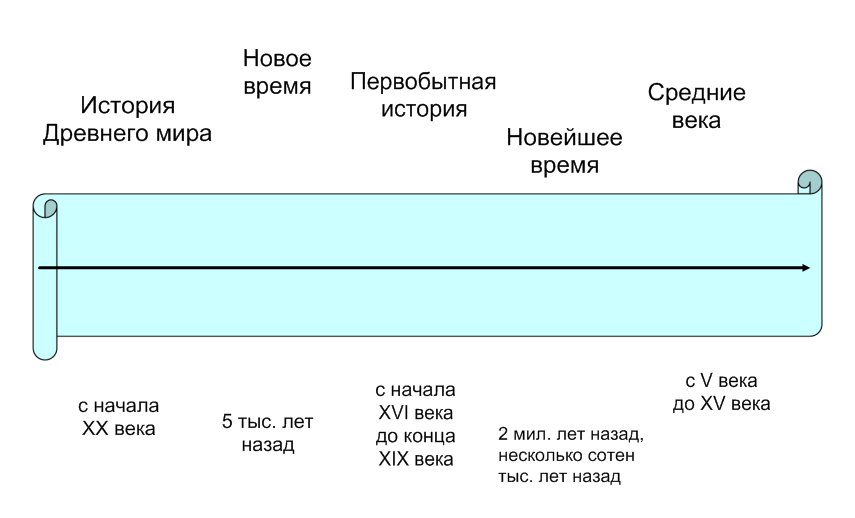 История
Древнего мира
Новое
время
Первобытная
история
Новейшее
время
Средние
века
с начала
XX века
5 тыс. лет
назад
с начала
XVI века
до конца
XIX века
2 мил. лет назад,
несколько сотен
тыс. лет назад
с V века
до XV века